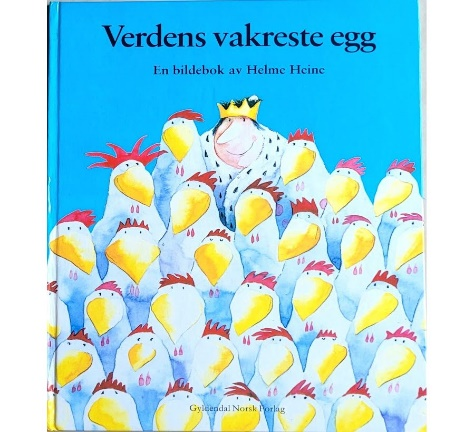 Verdens vakreste egg
En bildebok av Helme Heine
Gyldendal Norsk Forlag